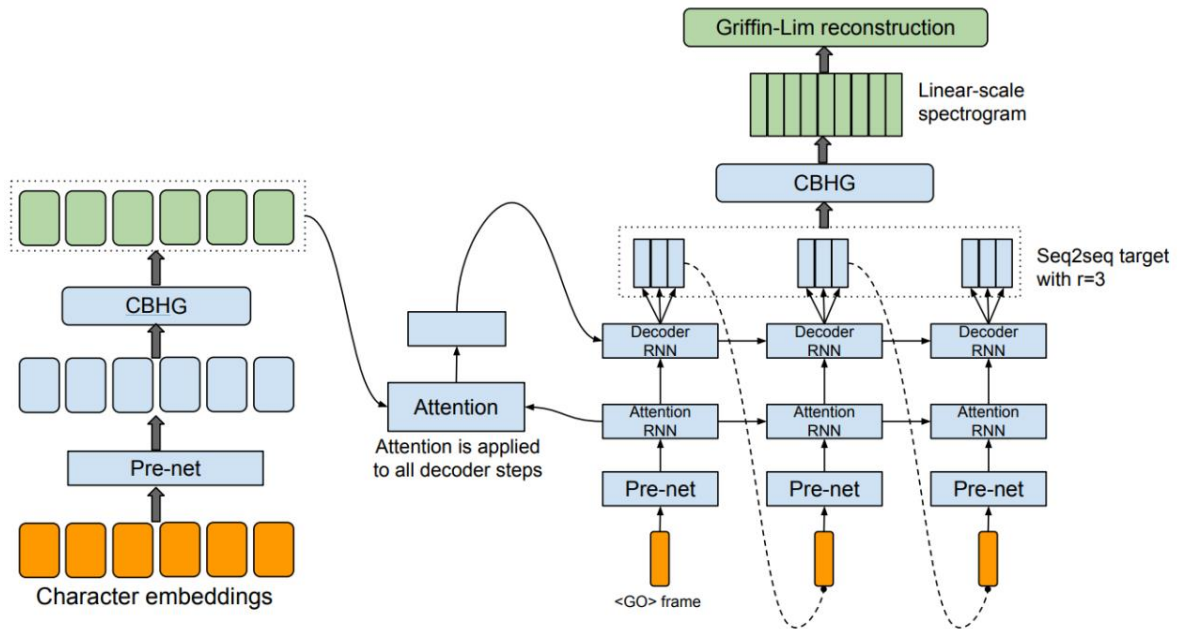 Griffin-Lim reconstruction
Linear-scale
spectrogram
CBHG
Seq2seq target
with r=3
CBHG
Decoder
RNN
Decoder
RNN
Decoder
RNN
Attention
Attention is applied
to all decoder steps
Attention
RNN
Attention
RNN
Attention
RNN
Pre-net
Pre-net
Pre-net
Pre-net
Character embeddings
<GO> frame